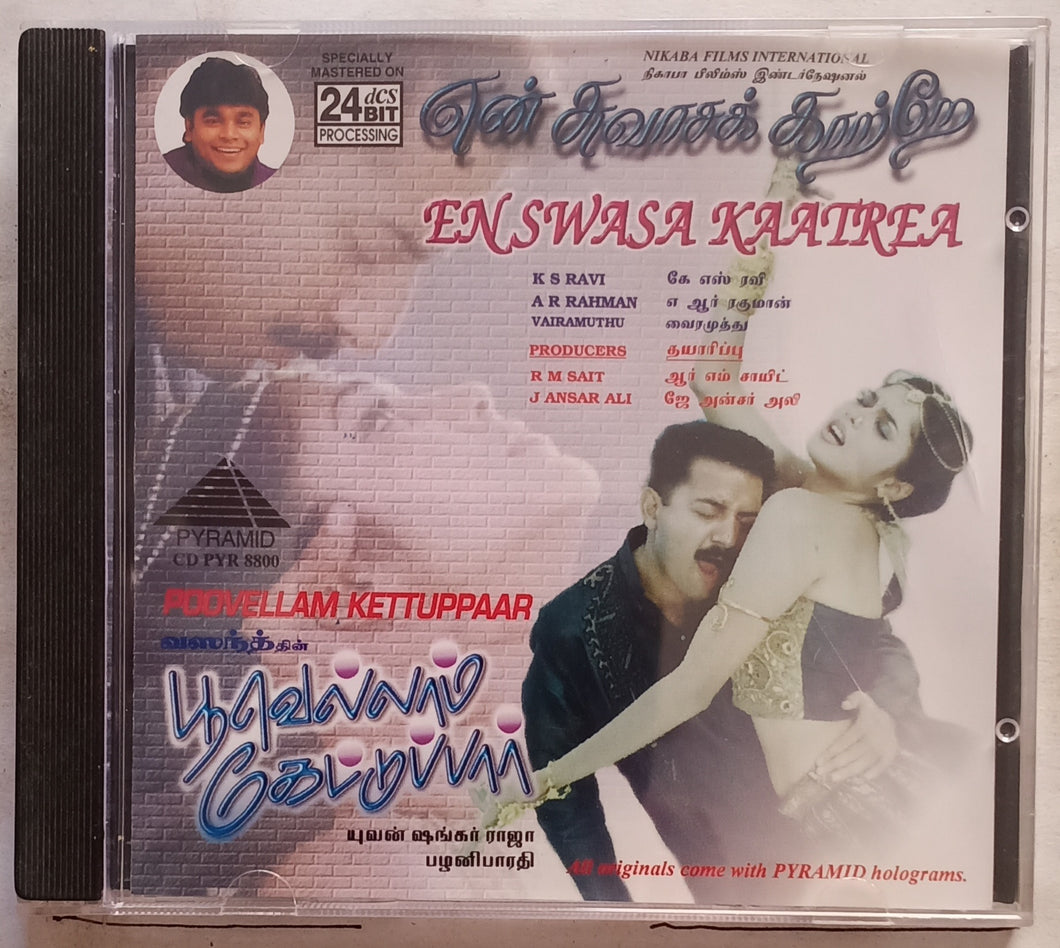 SPECIALLY
MASTERED ON
24 dcs
BIT
PROCESSING
NIKABA FILMS INTERNATIONAL
நிகாபா பிலிம்ஸ் இண்டர்நேஷனல்
என் சுவாசக் காற்றே
EN SWASA KAATREA
K S RAVI கே எஸ் ரவி
A R RAHMAN எ ஆர் ரகுமான்
VAIRAMUTHU வைரமுத்து
PRODUCERS தயாரிப்பு
R M SAIT ஆர் எம் சாயிட்
J ANSAR ALI ஜே அன்சர் அலி
PYRAMID
CD PYR 8800
POOVELLAM KETTUPPAAR
வஸந்த்தின்
பூவெல்லாம்
கேட்டுப்பார்
யுவன் ஷங்கர் ராஜா
பழனிபாரதி
All originals come with PYRAMID holograms.